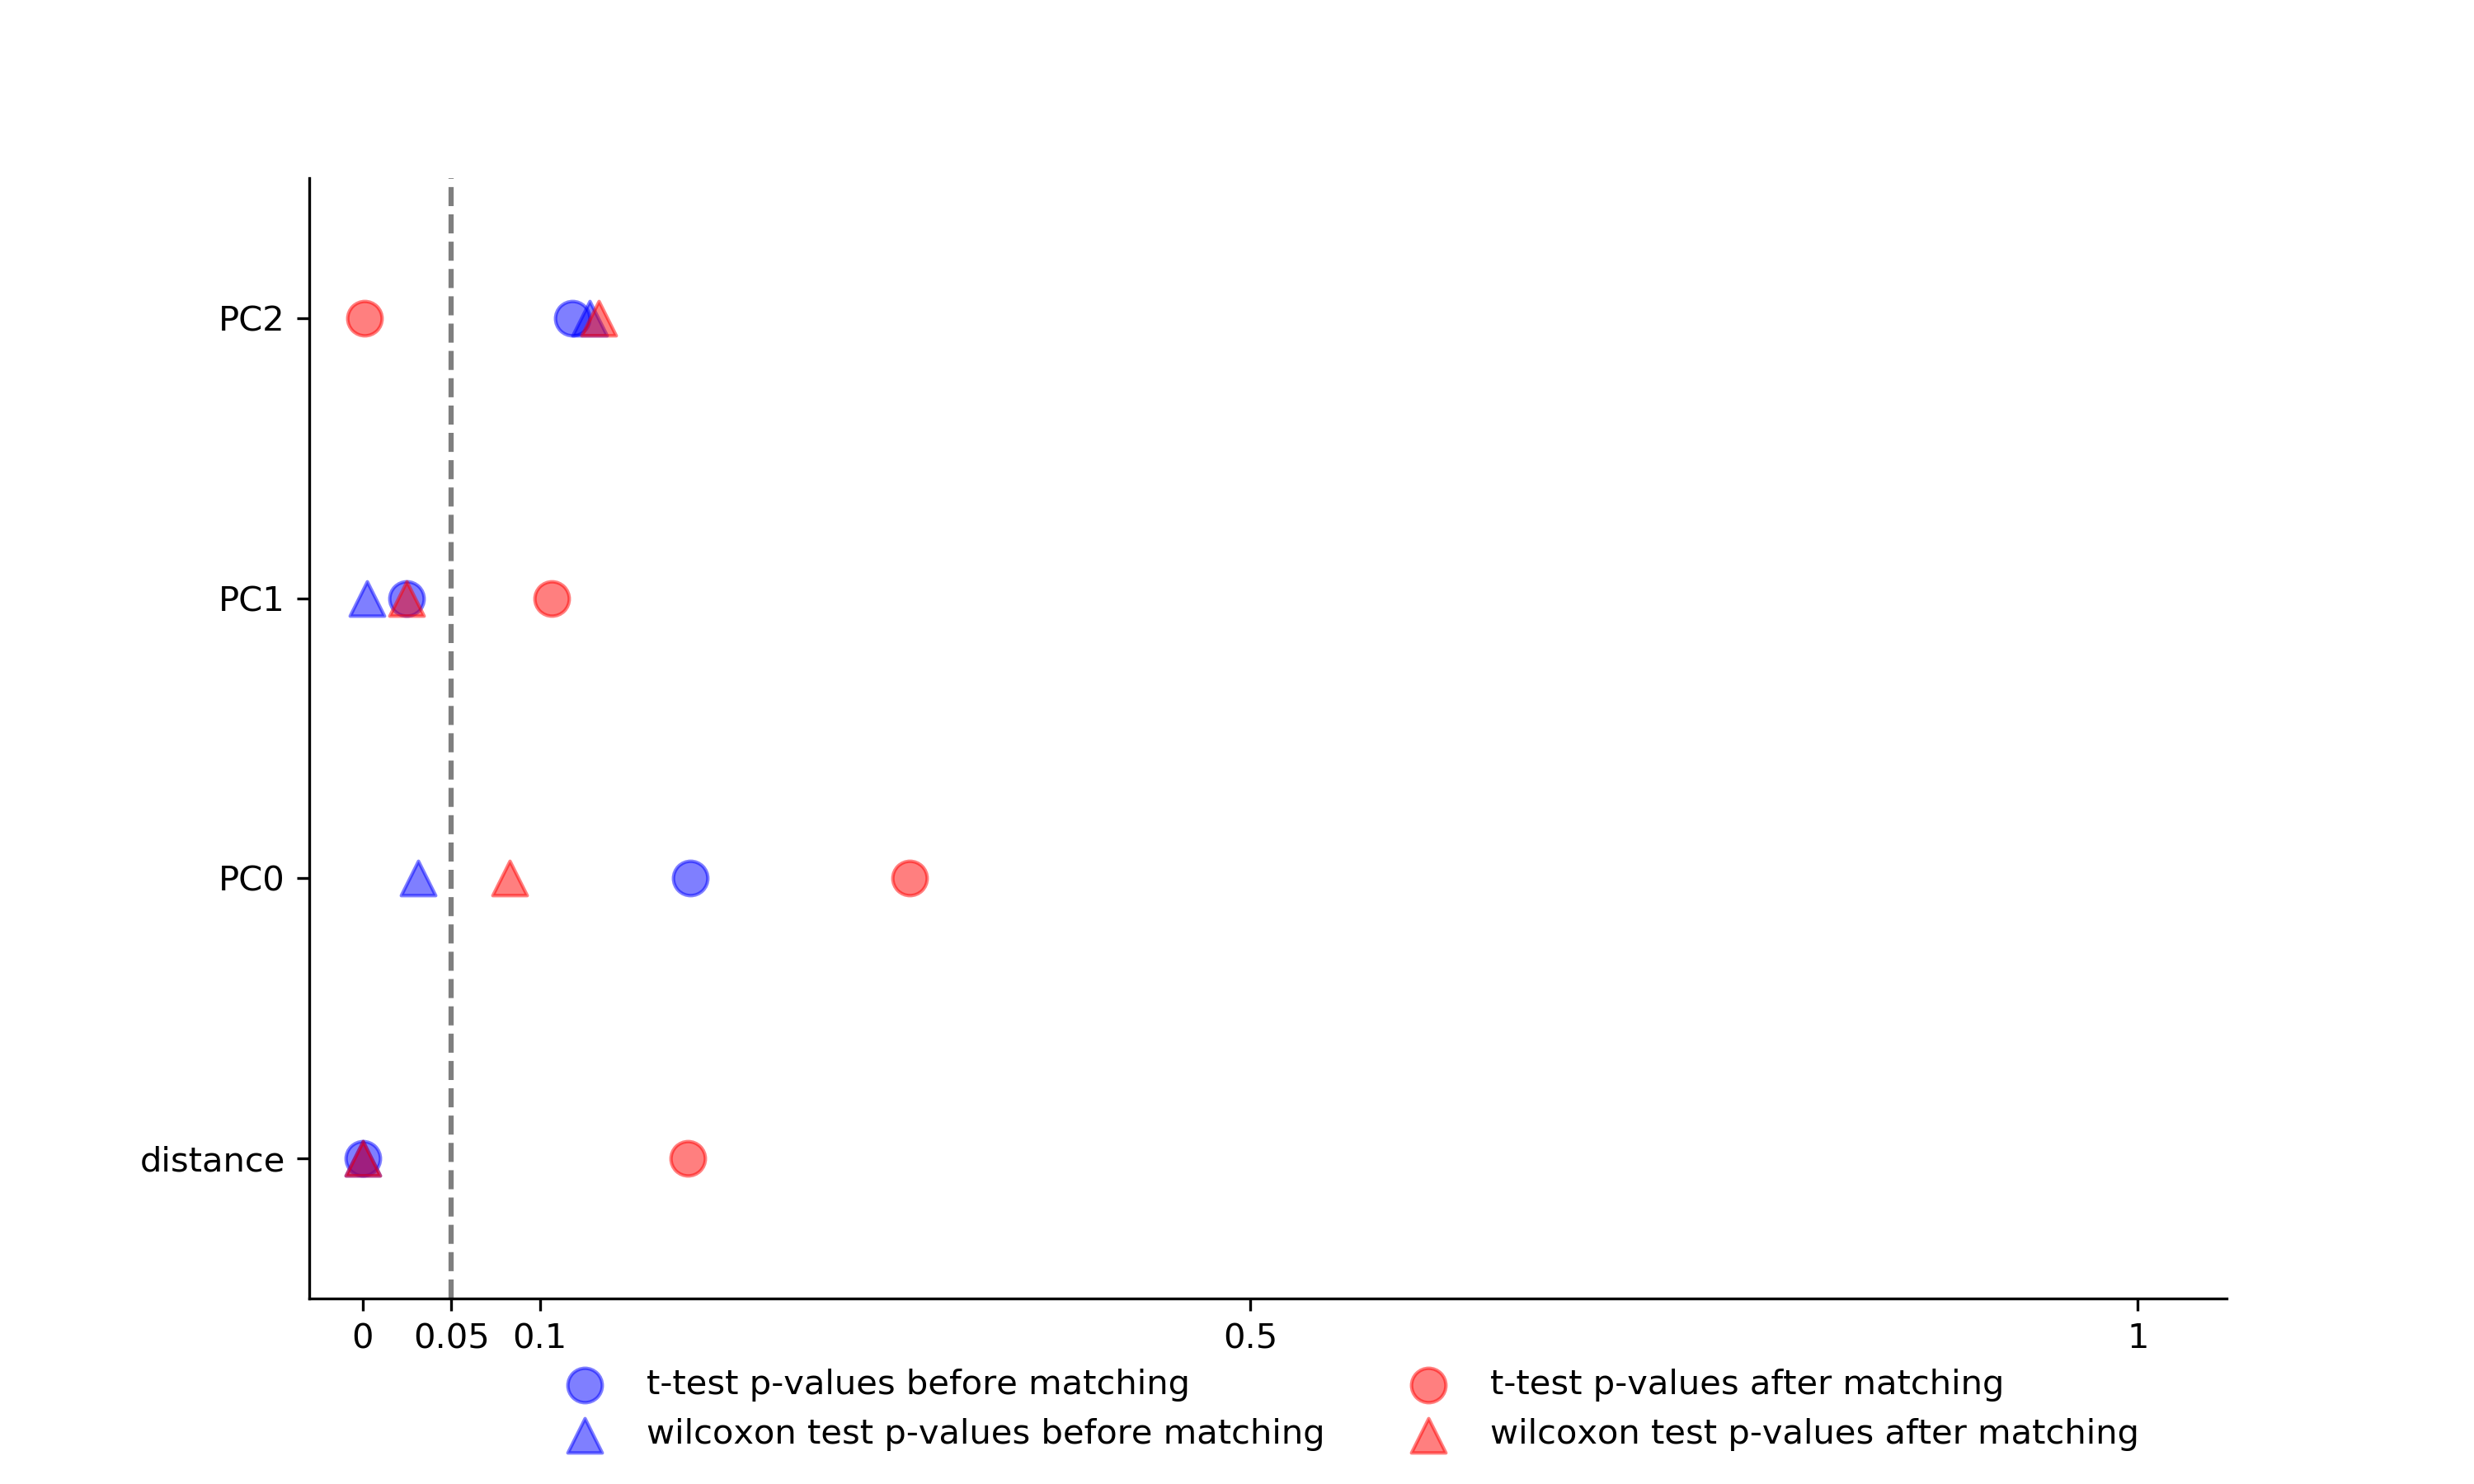 PC2
PC1
PC0
distance
0 0.05 0.1 0.5 1
t-test p-values before matching t-test p-values after matching
wilcoxon test p-values before matching wilcoxon test p-values after matching